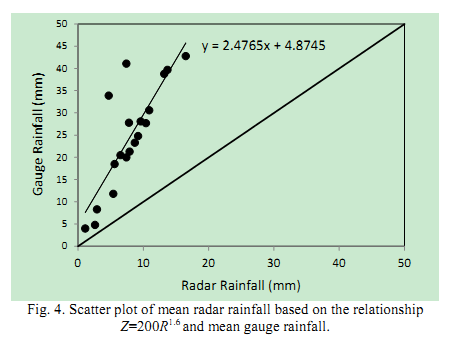 50
45
40
35
30
25
20
15
10
5
0
Gauge Rainfall (mm)
y = 2.4765x + 4.8745
0 10 20 30 40 50
Radar Rainfall (mm)
Fig. 4. Scatter plot of mean radar rainfall based on the relationship
Z=200R^1.6 and mean gauge rainfall.